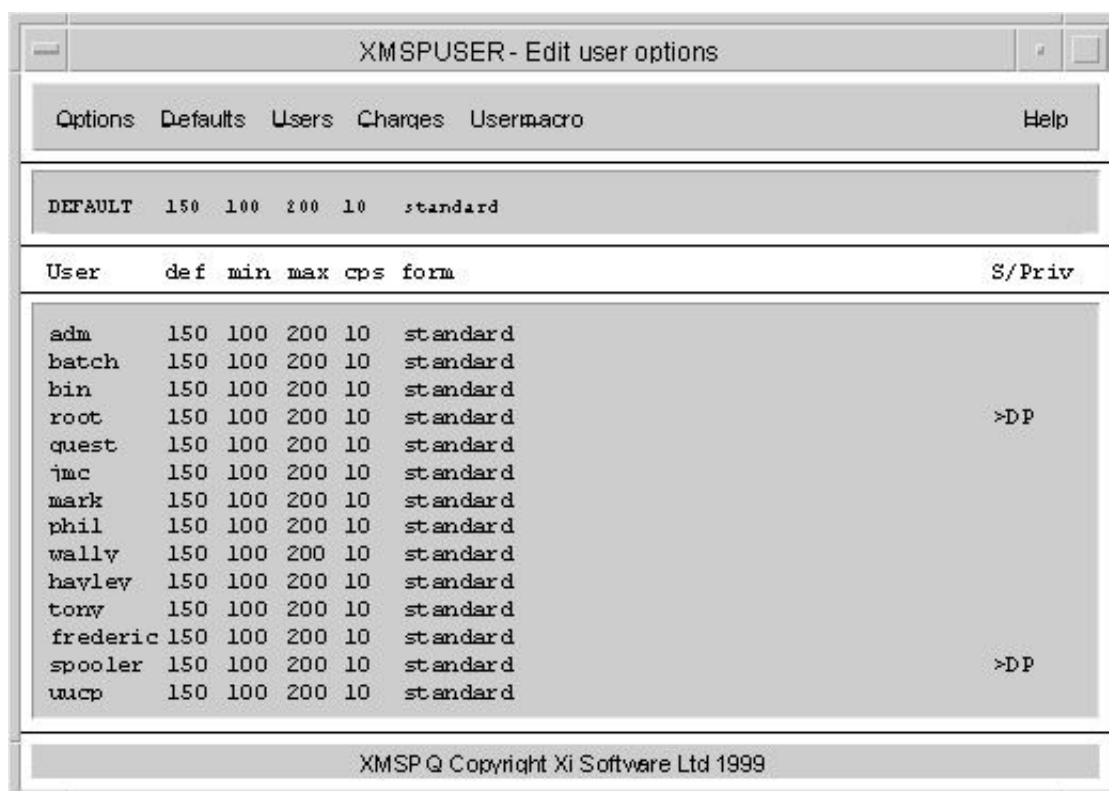 XMSPUSER - Edit user options
Options Defaults Users Charges Usermacro Help
DEFAULT 150 100 200 10 standard
User def min max cps form S/Priv
adm 150 100 200 10 standard
batch 150 100 200 10 standard
bin 150 100 200 10 standard
root 150 100 200 10 standard >DP
guest 150 100 200 10 standard
jmc 150 100 200 10 standard
mark 150 100 200 10 standard
phil 150 100 200 10 standard
wally 150 100 200 10 standard
hayley 150 100 200 10 standard
tony 150 100 200 10 standard
frederic 150 100 200 10 standard
spooler 150 100 200 10 standard >DP
uucp 150 100 200 10 standard
XMSPQ Copyright Xi Software Ltd 1999